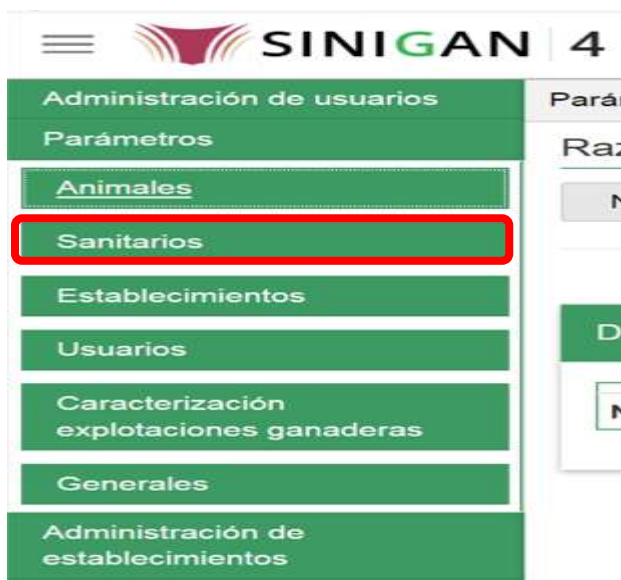 SINIGAN 4
Administración de usuarios
Parámetros
Animales
Sanitarios
Establecimientos
Usuarios
Caracterización
explotaciones ganaderas
Generales
Administración de
establecimientos